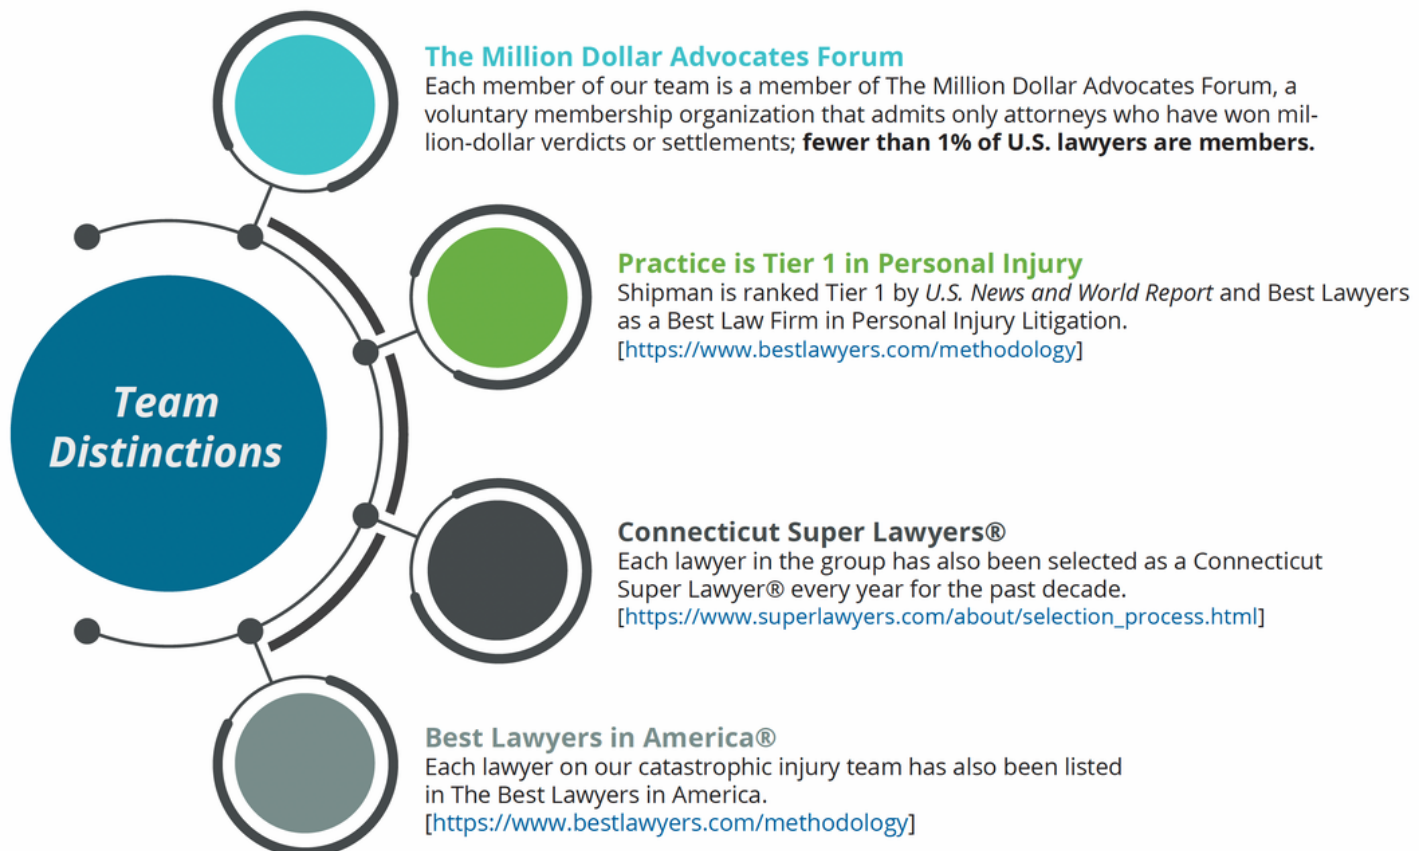 The Million Dollar Advocates Forum
Each member of our team is a member of The Million Dollar Advocates Forum, a
voluntary membership organization that admits only attorneys who have won mil-
lion-dollar verdicts or settlements; fewer than 1% of U.S. lawyers are members.
Practice is Tier 1 in Personal Injury
Shipman is ranked Tier 1 by U.S. News and World Report and Best Lawyers
as a Best Law Firm in Personal Injury Litigation.
[https://www.bestlawyers.com/methodology]
Team
Distinctions
Connecticut Super Lawyers®
Each lawyer in the group has also been selected as a Connecticut
Super Lawyer® every year for the past decade.
[https://www.superlawyers.com/about/selection_process.html]
Best Lawyers in America®
Each lawyer on our catastrophic injury team has also been listed
in The Best Lawyers in America.
[https://www.bestlawyers.com/methodology]